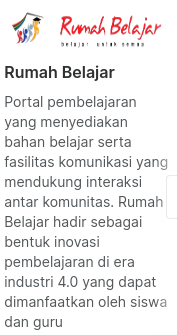 Rumah Belajar
belajar untuk semua
Rumah Belajar
Portal pembelajaran
yang menyediakan
bahan belajar serta
fasilitas komunikasi yang
mendukung interaksi
antar komunitas. Rumah
Belajar hadir sebagai
bentuk inovasi
pembelajaran di era
industri 4.0 yang dapat
dimanfaatkan oleh siswa
dan guru